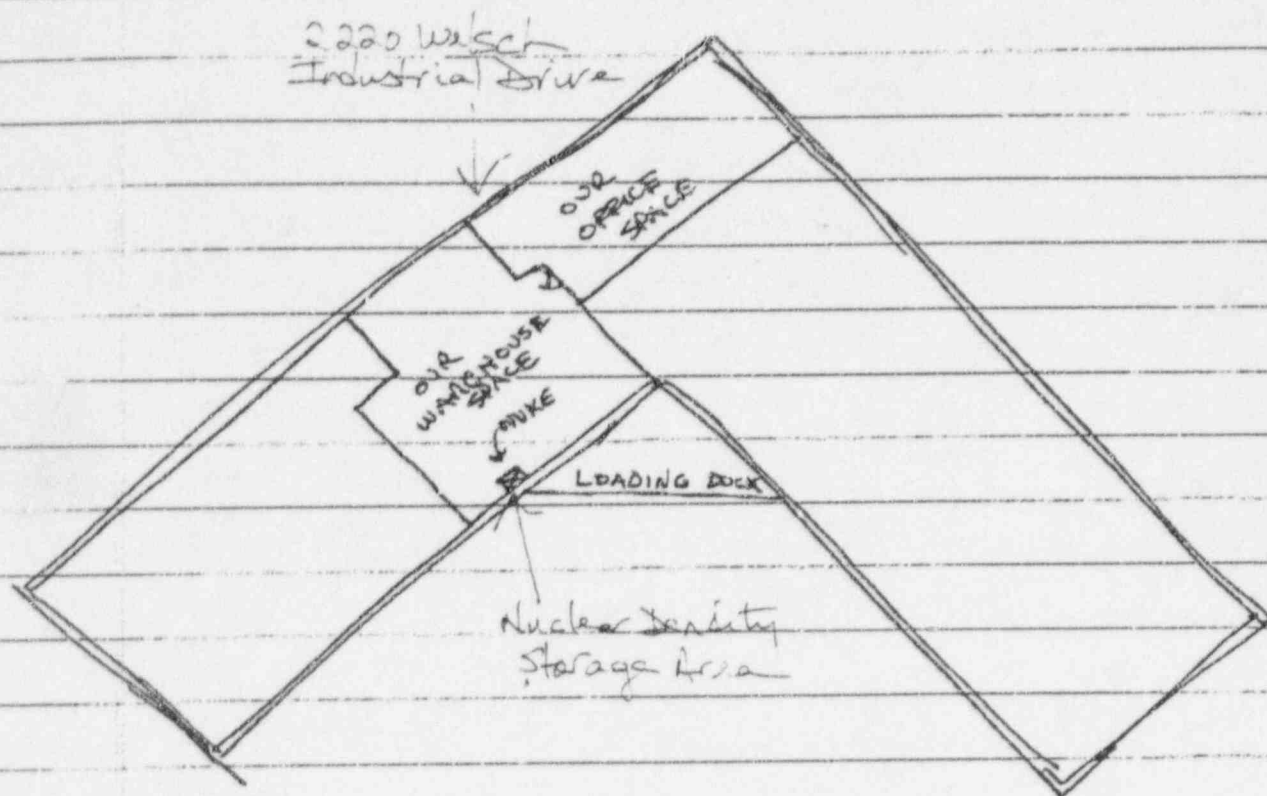 2220 Welsch
Industrial Drive
OUR
OFFICE
SPACE
D
OUR
WAREHOUSE
SPACE
NUKE
LOADING DOCK
Nuclear Density
Storage Area